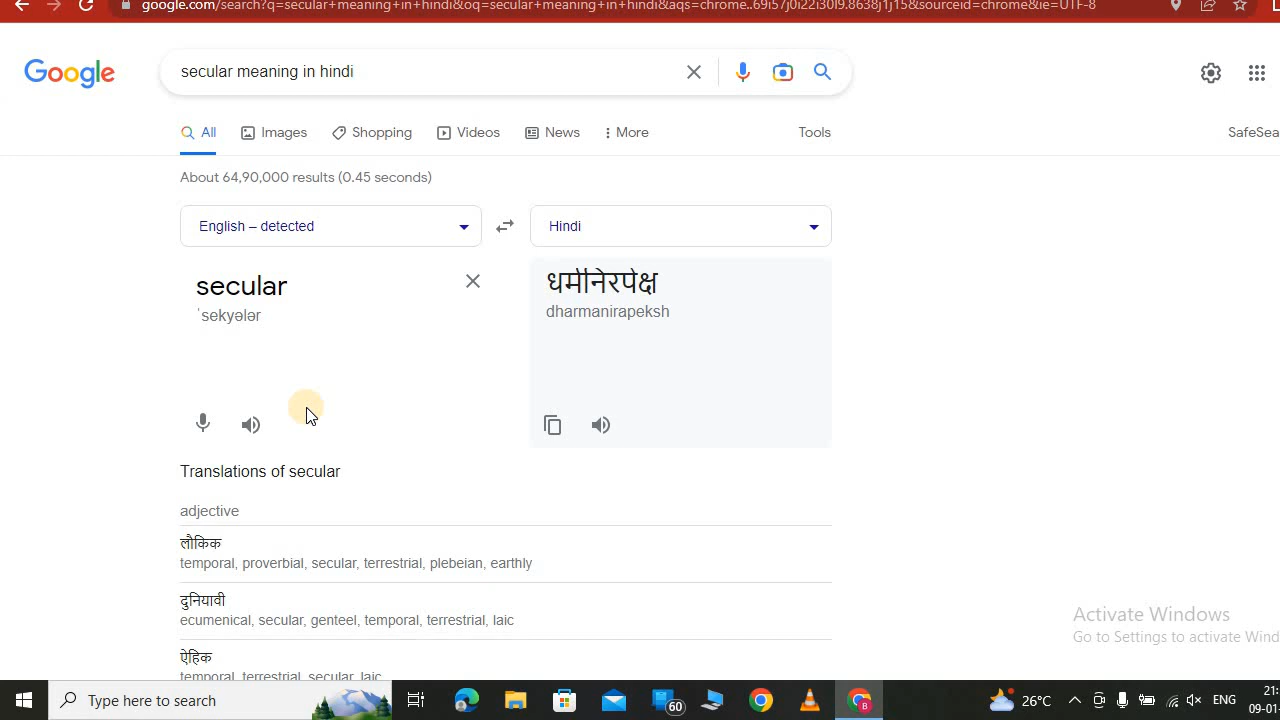 google.com/search?q=secular+meaning+in+hindi&oq=secular+meaning+in+hindi&aqs=chrome..69i57j0i22i30l9.8638j1j15&sourceid=chrome&ie=UTF-8
Google
secular meaning in hindi
All Images Shopping Videos News More Tools SafeSea
About 64,90,000 results (0.45 seconds)
English – detected Hindi
secular धर्मनिरपेक्ष
ˈsekyələr dharmanirapeksh
Translations of secular
adjective
लौकिक
temporal, proverbial, secular, terrestrial, plebeian, earthly
दुनियावी
ecumenical, secular, genteel, temporal, terrestrial, laic
ऐहिक
temporal, terrestrial, secular, laic
Activate Windows
Go to Settings to activate Wind
Type here to search 60 B 26°C ENG 21:
09-01-